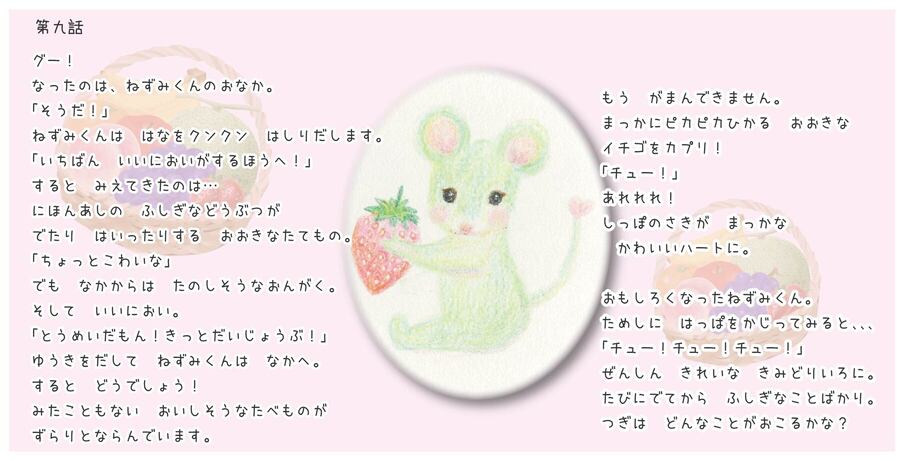 第九話
グー！
なったのは、ねずみくんのおなか。
「そうだ！」
ねずみくんは　はなをクンクン　はしりだします。
「いちばん　いいにおいがするほうへ！」
すると　みえてきたのは…
にほんあしの　ふしぎなどうぶつが
でたり　はいったりする　おおきなたてもの。
「ちょっとこわいな」
でも　なかからは　たのしそうなおんがく。
そして　いいにおい。
「とうめいだもん！きっとだいじょうぶ！」
ゆうきをだして　ねずみくんは　なかへ。
すると　どうでしょう！
みたこともない　おいしそうなたべものが
ずらりとならんでいます。
もう　がまんできません。
まっかにピカピカひかる　おおきな
イチゴをカプリ！
「チュー！」
あれれれ！
しっぽのさきが　まっかな
かわいいハートに。
おもしろくなったねずみくん。
ためしに　はっぱをかじってみると、、、
「チュー！チュー！チュー！」
ぜんしん　きれいな　きみどりいろに。
たびにでてから　ふしぎなことばかり。
つぎは　どんなことがおこるかな？